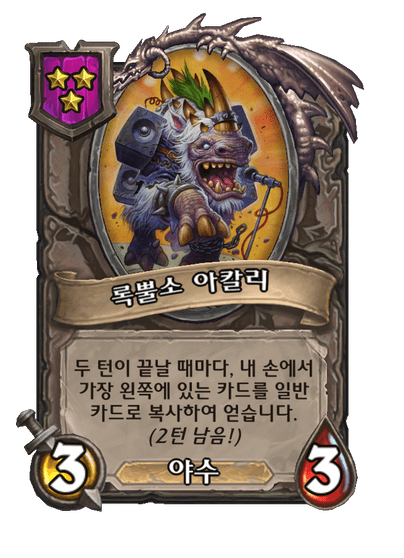 록뿔소 아칼리
두 턴이 끝날 때마다, 내 손에서
가장 왼쪽에 있는 카드를 일반
카드로 복사하여 얻습니다.
(2턴 남음!)
3
야수
3